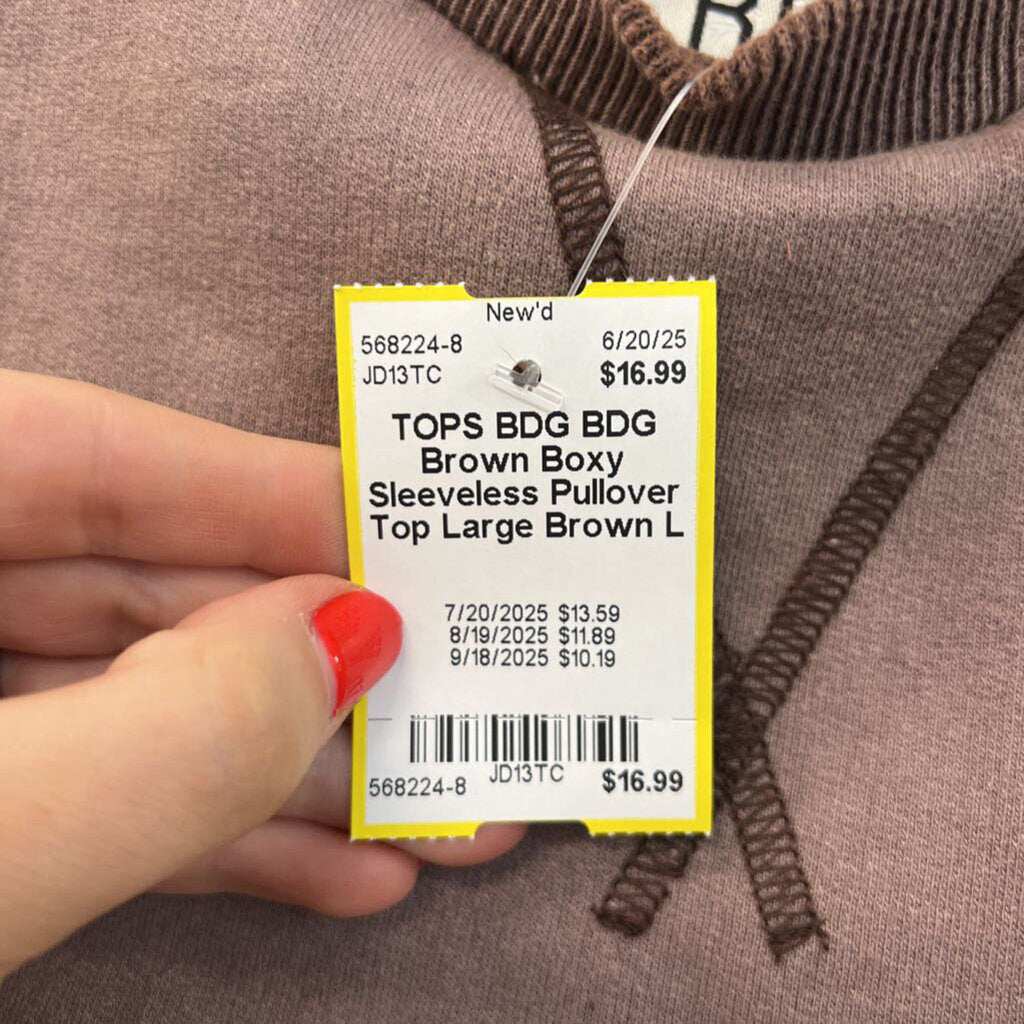 New'd
568224-8 6/20/25
JD13TC $16.99
TOPS BDG BDG
Brown Boxy
Sleeveless Pullover
Top Large Brown L
7/20/2025 $13.59
8/19/2025 $11.89
9/18/2025 $10.19
JD13TC
568224-8 $16.99